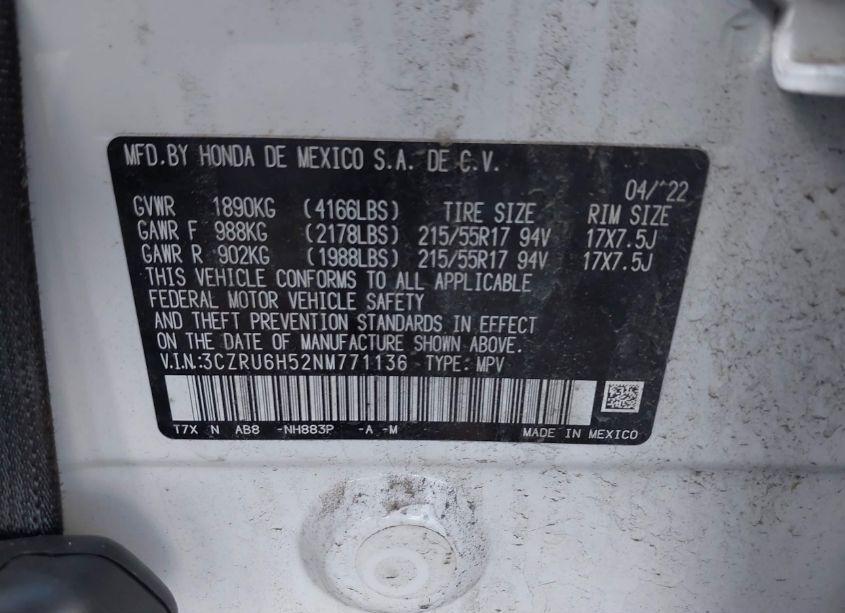 MFD.BY HONDA DE MEXICO S.A. DE C.V.
04/'22
GVWR 1890KG (4166LBS) TIRE SIZE RIM SIZE
GAWR F 988KG (2178LBS) 215/55R17 94V 17X7.5J
GAWR R 902KG (1988LBS) 215/55R17 94V 17X7.5J
THIS VEHICLE CONFORMS TO ALL APPLICABLE
FEDERAL MOTOR VEHICLE SAFETY
AND THEFT PREVENTION STANDARDS IN EFFECT
ON THE DATE OF MANUFACTURE SHOWN ABOVE.
V.I.N:3CZRU6H52NM771136 TYPE: MPV
T7X N AB8 -NH883P -A -M MADE IN MEXICO